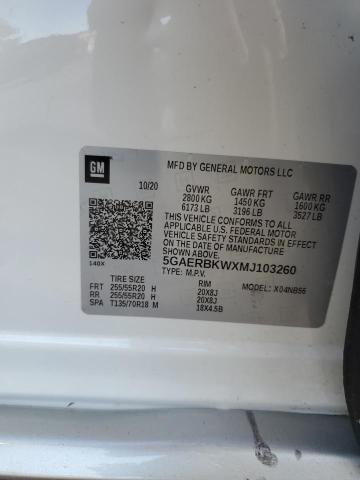 GM
MFD BY GENERAL MOTORS LLC
10/20
GVWR GAWR FRT GAWR RR
2800 KG 1450 KG 1600 KG
6173 LB 3196 LB 3527 LB
THIS VEHICLE CONFORMS TO ALL
APPLICABLE U.S. FEDERAL MOTOR
VEHICLE SAFETY STANDARDS IN EFFECT
ON THE DATE OF MANUFACTURE SHOWN
ABOVE.
5GAERBKWXMJ103260
140X
TYPE: M.P.V.
MODEL: X04NB56
TIRE SIZE RIM
FRT 255/55R20 H 20X8J
RR 255/55R20 H 20X8J
SPA T135/70R18 M 18X4.5B